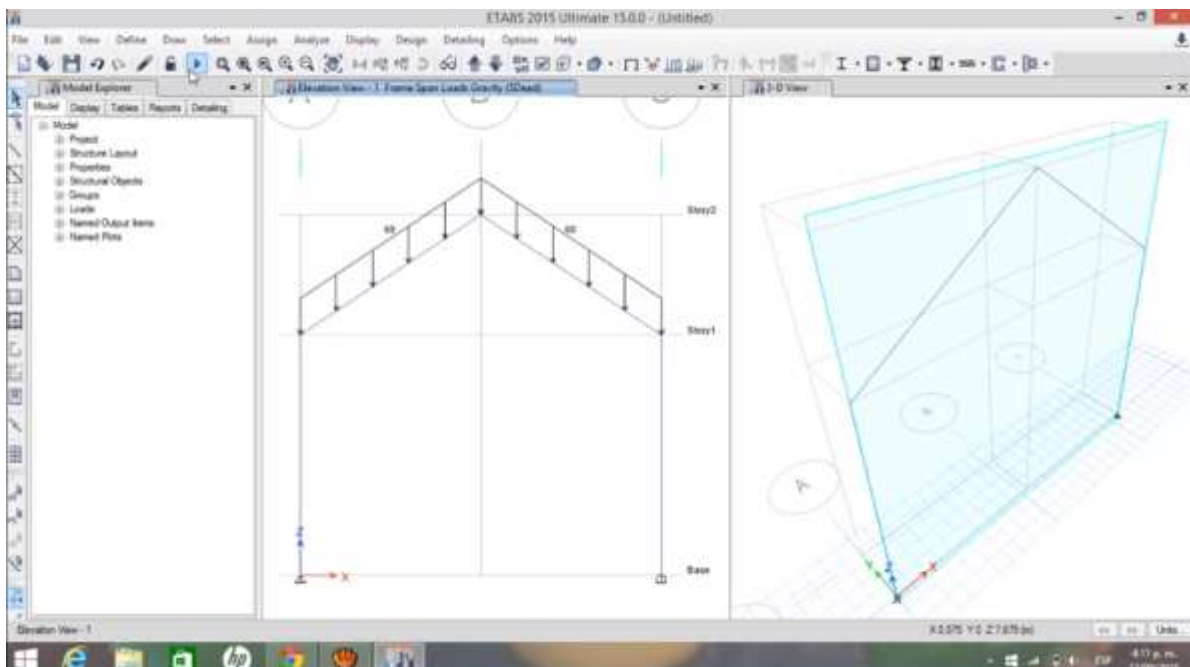 ETABS 2015 Ultimate 15.0.0 - (Untitled)
File Edit View Define Draw Select Assign Analyze Display Design Detailing Options Help
Model Explorer
Model Display Tables Reports Detailing
Model
Project
Structure Layout
Properties
Structural Objects
Groups
Loads
Named Output Items
Named Plots
Elevation View - 1 Frame Span Loads Gravity (SDead)
Story2
Story1
Base
Z
X
3-D View
A
Z
Y
X
Elevation View - 1
Units...
hp
4:11 p. m.